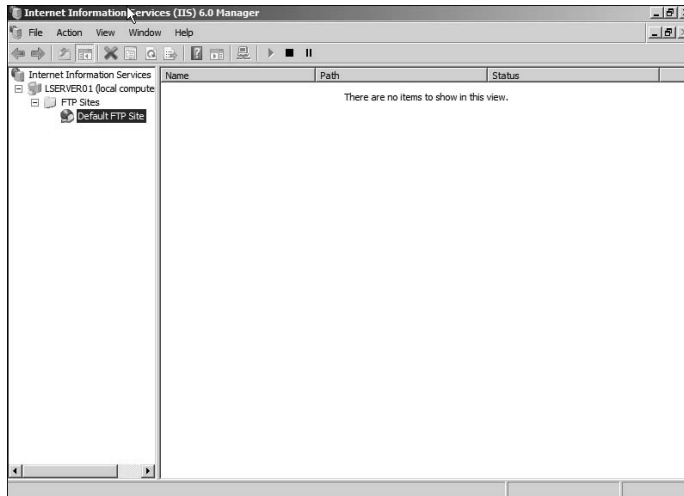 Internet Information Services (IIS) 6.0 Manager
File Action View Window Help
Internet Information Services
LSERVER01 (local compute
FTP Sites
Default FTP Site
Name Path Status
There are no items to show in this view.